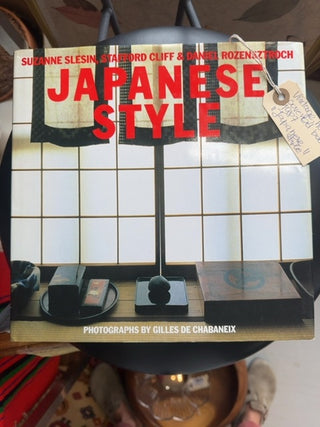 SUZANNE SLESIN, STAFFORD CLIFF & DANIEL ROZENSZTROCH
JAPANESE
STYLE
PHOTOGRAPHS BY GILLES DE CHABANEIX